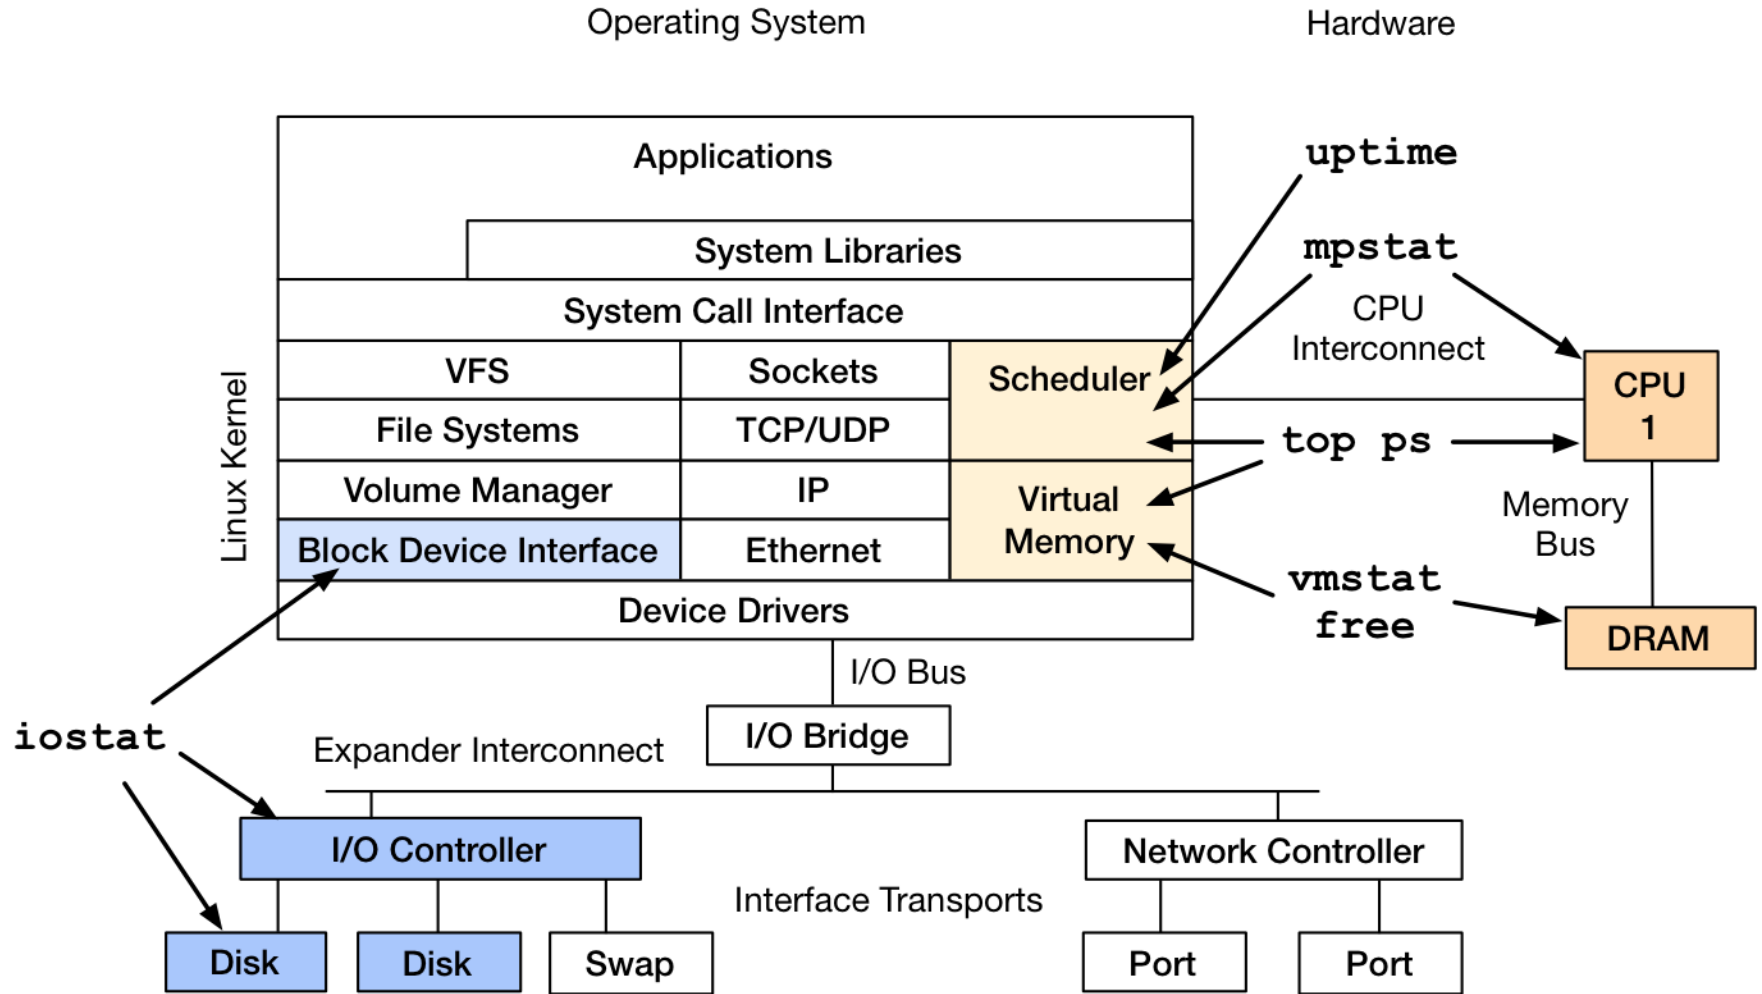 Operating System
Hardware
Applications
System Libraries
System Call Interface
VFS
Sockets
Scheduler
File Systems
TCP/UDP
Volume Manager
IP
Virtual
Memory
Block Device Interface
Ethernet
Device Drivers
Linux Kernel
uptime
mpstat
CPU
Interconnect
CPU
1
top ps
Memory
Bus
vmstat
free
DRAM
I/O Bus
I/O Bridge
iostat
Expander Interconnect
I/O Controller
Network Controller
Interface Transports
Disk
Disk
Swap
Port
Port